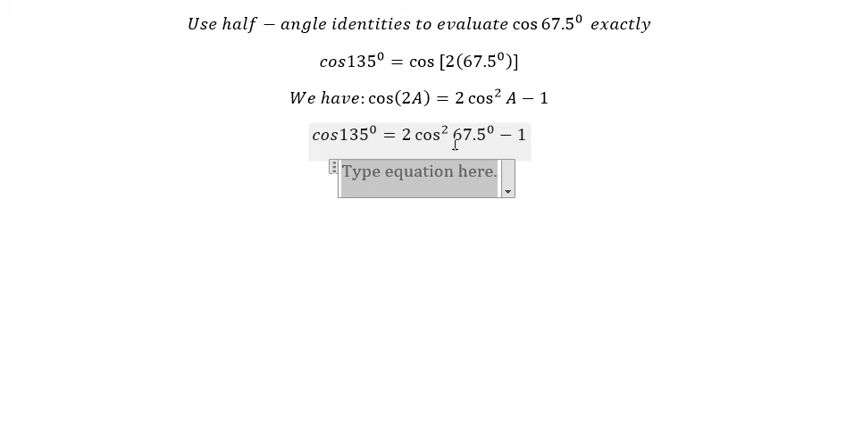 Use half − angle identities to evaluate cos 67.5⁰ exactly
cos135⁰ = cos [2(67.5⁰)]
We have: cos(2A) = 2 cos² A − 1
cos135⁰ = 2 cos² 67.5⁰ − 1
Type equation here.